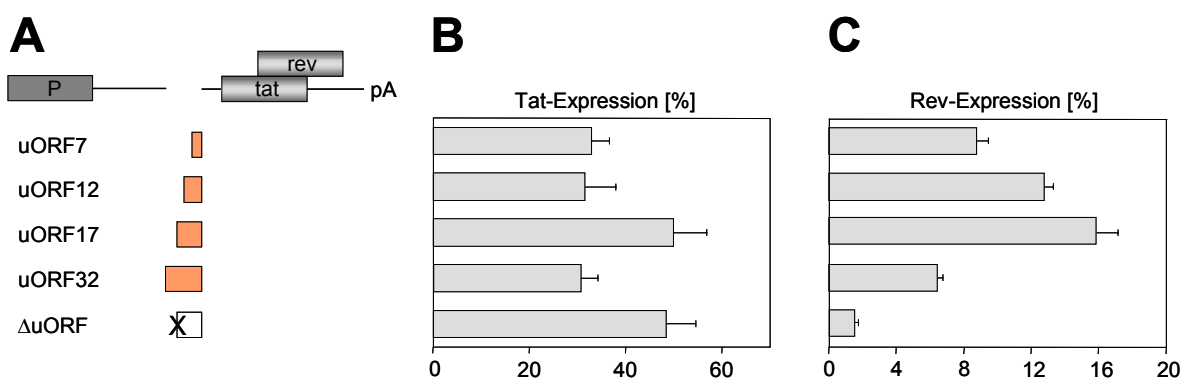 A
B
C
rev
P
tat
pA
Tat-Expression [%]
Rev-Expression [%]
uORF7
uORF12
uORF17
uORF32
ΔuORF
X
0 20 40 60
0 4 8 12 16 20